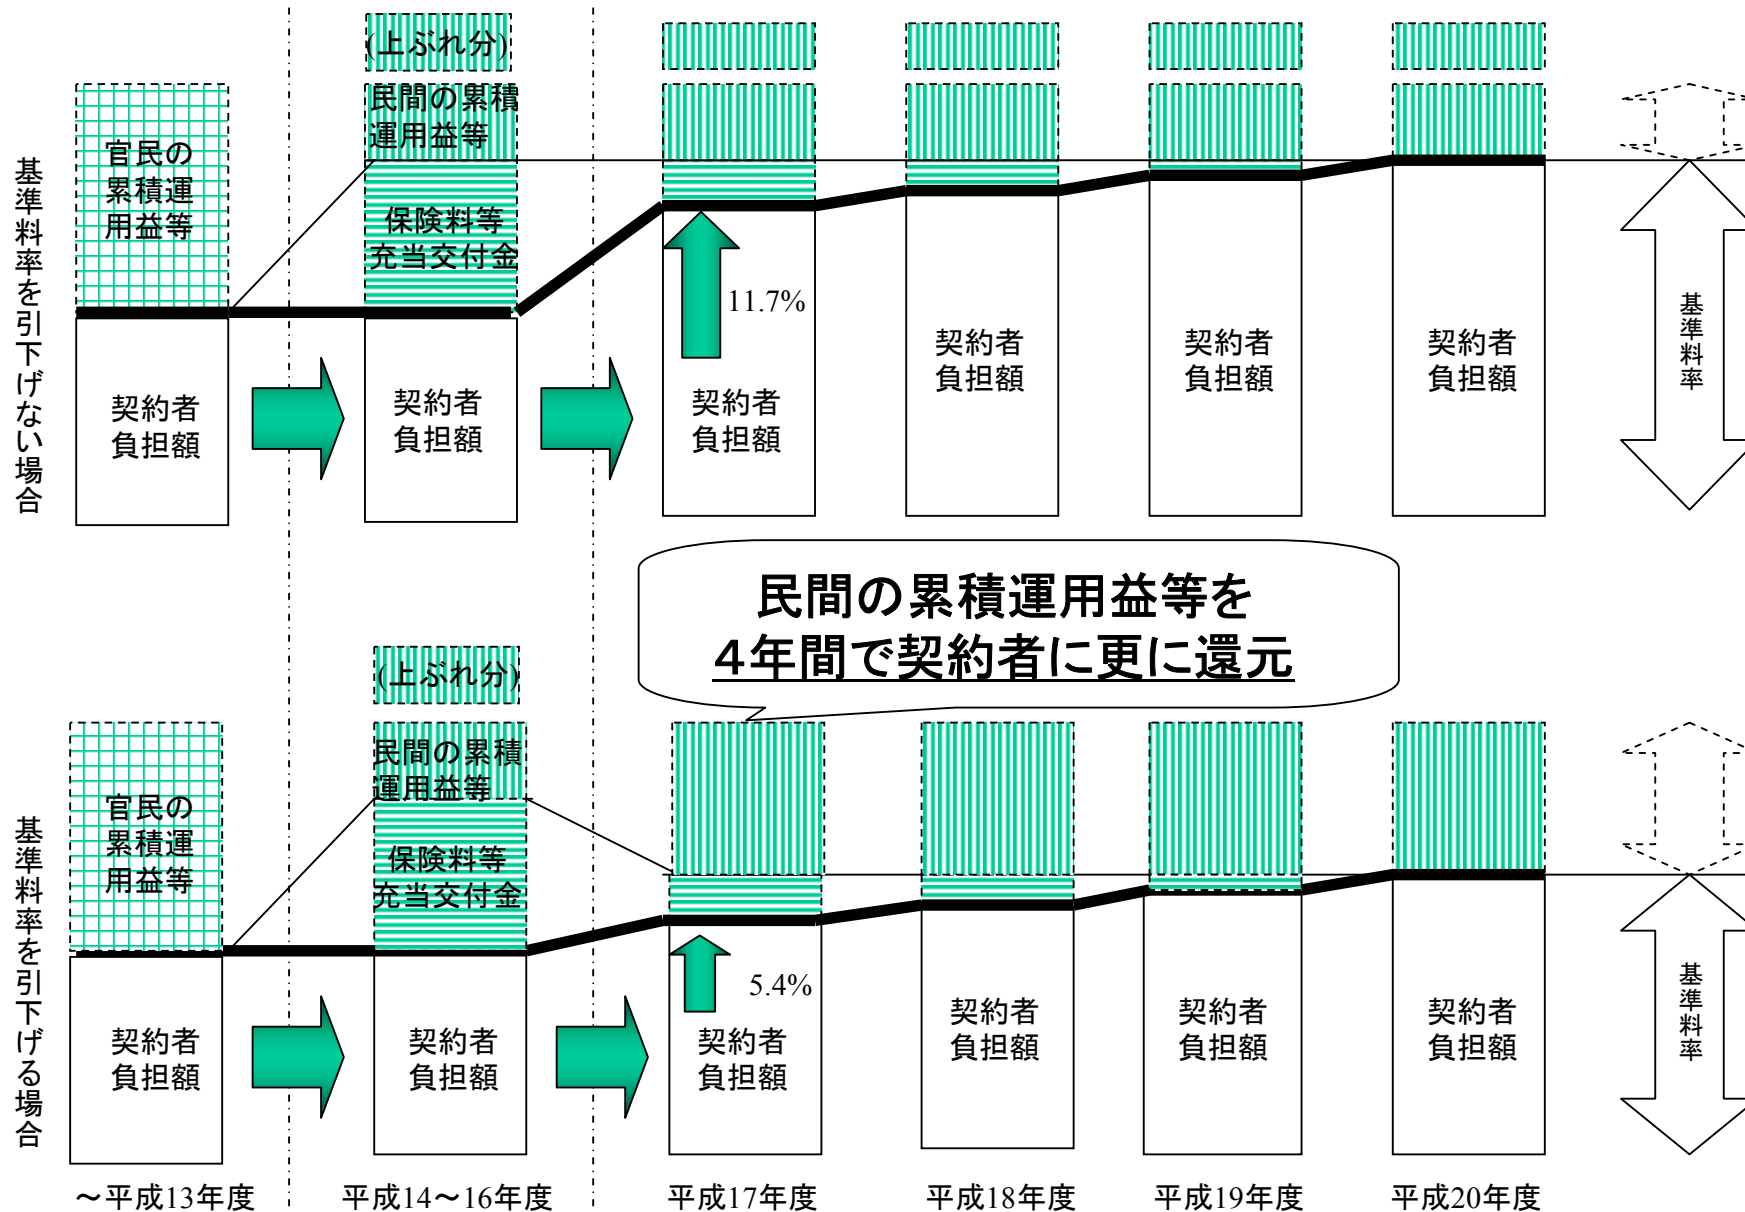 (上ぶれ分)
民間の累積
運用益等
官民の
累積運
用益等
保険料等
充当交付金
基準料率を引下げない場合
11.7%
契約者
負担額
契約者
負担額
契約者
負担額
契約者
負担額
契約者
負担額
契約者
負担額
基準料率
民間の累積運用益等を
4年間で契約者に更に還元
(上ぶれ分)
民間の累積
運用益等
官民の
累積運
用益等
保険料等
充当交付金
基準料率を引下げる場合
5.4%
契約者
負担額
契約者
負担額
契約者
負担額
契約者
負担額
契約者
負担額
契約者
負担額
基準料率
～平成13年度
平成14～16年度
平成17年度
平成18年度
平成19年度
平成20年度